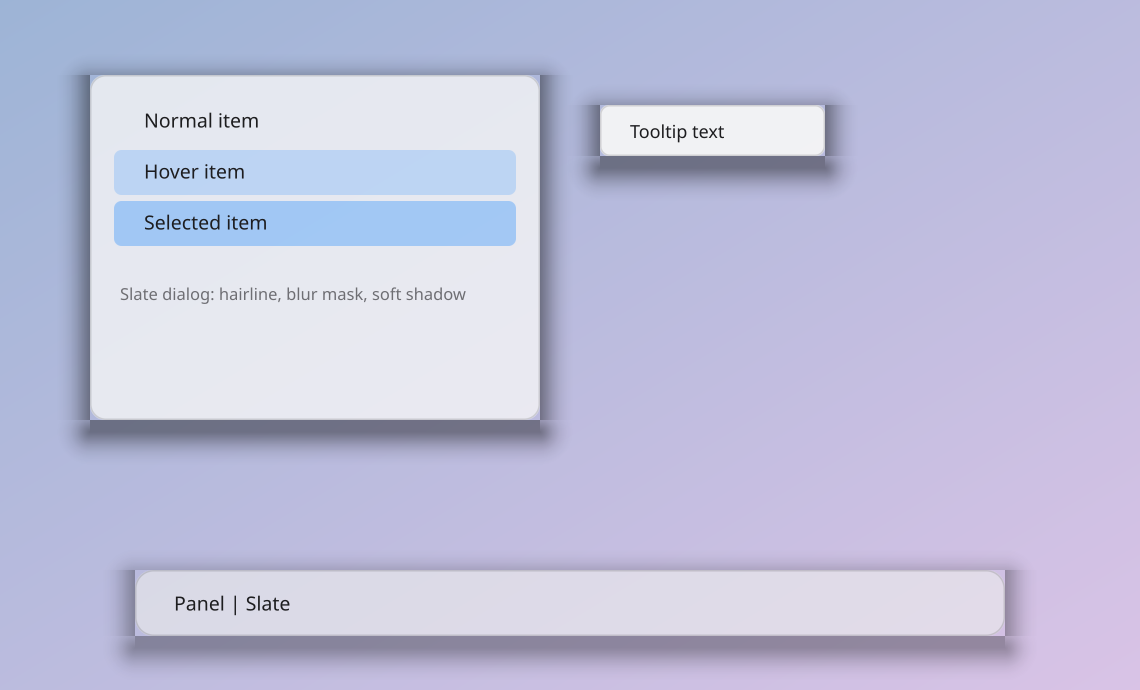 Normal item
Tooltip text
Hover item
Selected item
Slate dialog: hairline, blur mask, soft shadow
Panel | Slate